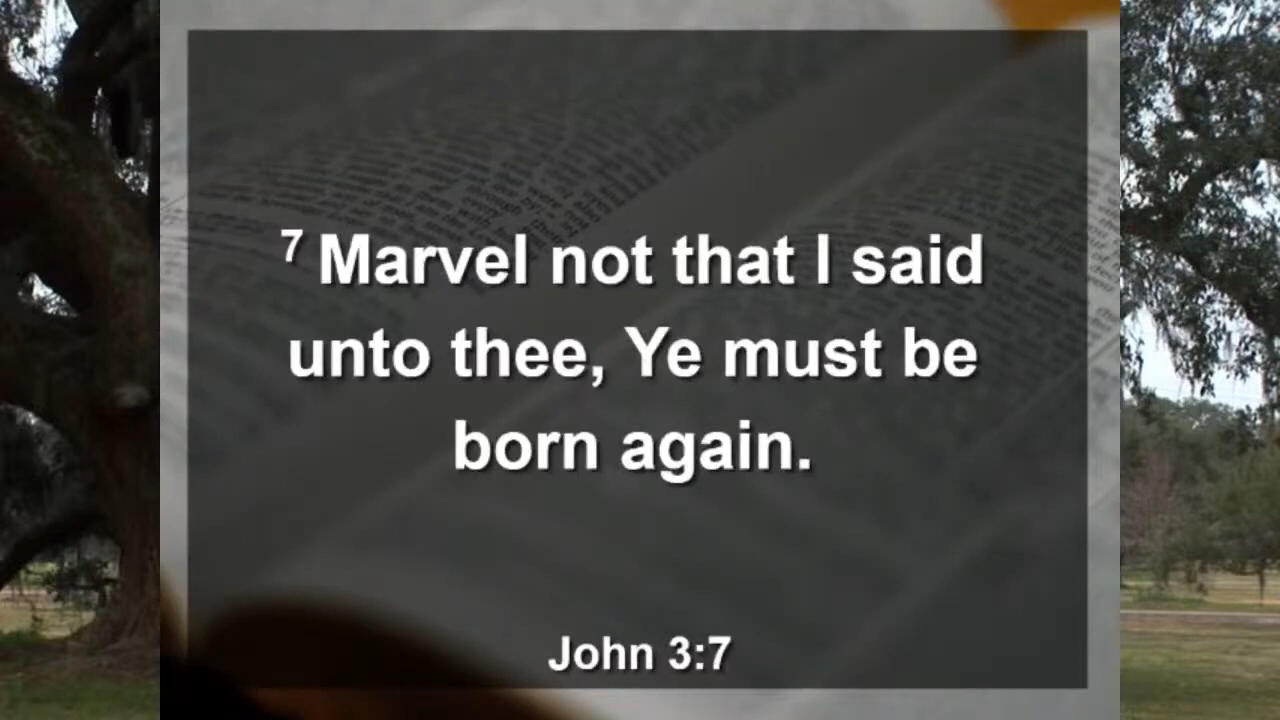 7 Marvel not that I said
unto thee, Ye must be
born again.
John 3:7